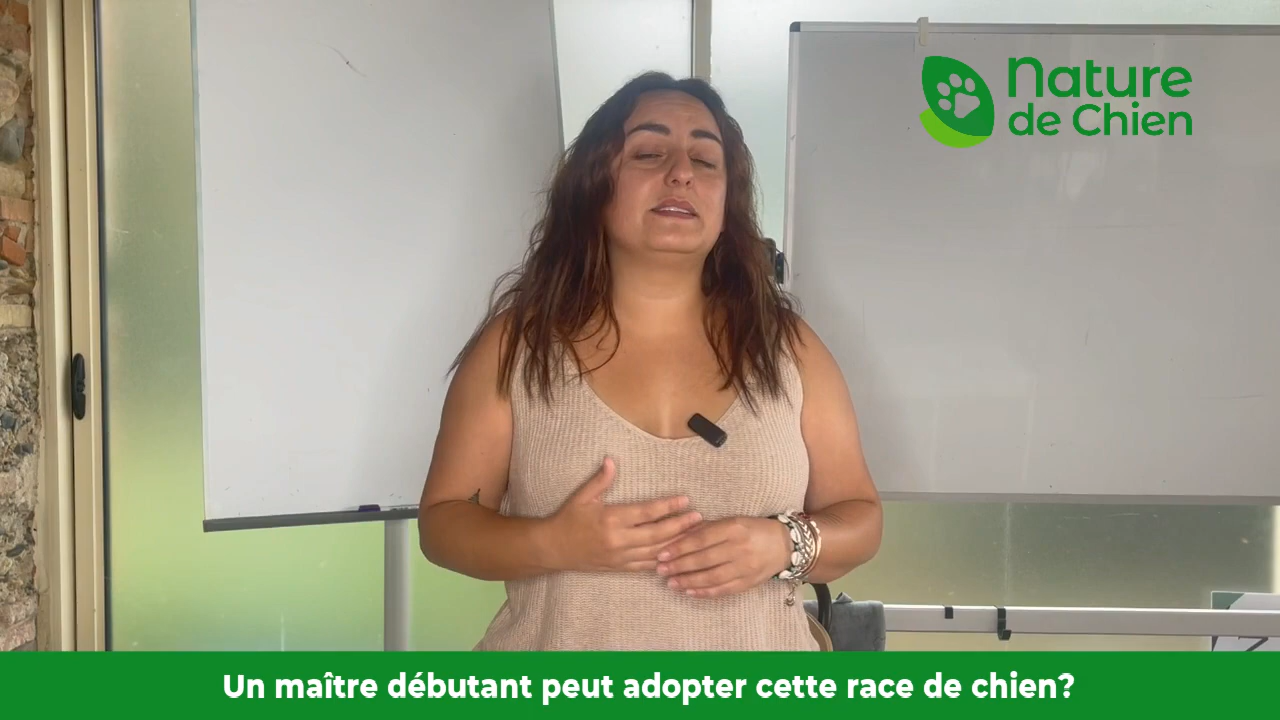 Nature
de Chien
Un maître débutant peut adopter cette race de chien?